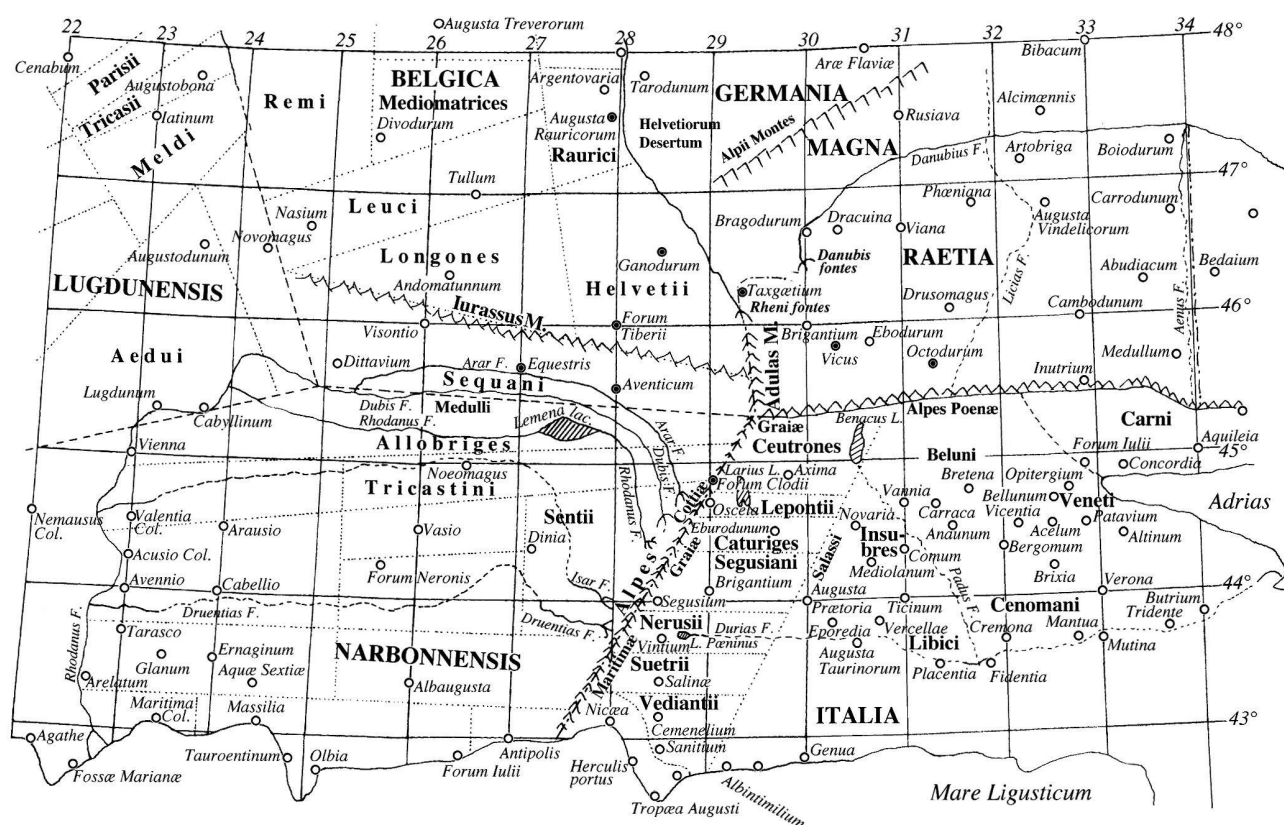 22
23
24
25
26
27
28
29
30
31
32
33
34
48°
Augusta Treverorum
Cenabum
Parisii
Augustobona
Tricasii
Iatinum
Meldi
Remi
BELGICA
Mediomatrices
Divodurum
Argentovaria
Tarodunum
Augusta
Rauricorum
Raurici
Helvetiorum
Desertum
GERMANIA
MAGNA
Alpii Montes
Aræ Flaviæ
Bibacum
Rusiava
Alcimœnnis
Danubius F.
Artobriga
Boiodurum
47°
Tullum
Leuci
Nasium
Novomagus
Augustodunum
Longones
Andomatunnum
LUGDUNENSIS
Iurassus M.
Visontio
Helvetii
Ganodurum
Forum
Tiberii
Taxgætium
Rheni fontes
Bragodurum
Dracuina
Danubis
fontes
Viana
Phæniana
RAETIA
Augusta
Vindelicorum
Carrodunum
Licias F.
Abudiacum
Bedaium
Drusomagus
Cambodunum
46°
Aenus F.
Brigantium
Ebodurum
Vicus
Octodurum
Medullum
Inutrium
Adulas M.
Aedui
Lugdunum
Cabyllinum
Dittavium
Arar F.
Equestris
Sequani
Aventicum
Dubis F.
Rhodanus F.
Medulli
Lemena lac.
Allobriges
Vienna
Noeomagus
Tricastini
Arar F.
Dubis F.
Rhodanus F.
Graiæ
Ceutrones
Benacus L.
Alpes Poenæ
Carni
Aquileia
45°
Beluni
Forum Iulii
Concordia
Larius L.
Axima
Forum Clodii
Oscela
Lepontii
Bretena
Opitergium
Vannia
Bellunum
Veneti
Adrias
Nemausus
Col.
Valentia
Col.
Arausio
Vasio
Sentii
Dinia
Cottiæ
Graiæ
Eburodunum
Caturiges
Segusiani
Brigantium
Salassi
Novaria
Insu-
bres
Carraca
Anaunum
Vicentia
Acelum
Patavium
Altinum
Comum
Bergomum
Mediolanum
Brixia
Acusio Col.
Avennio
Cabellio
Forum Neronis
Isar F.
Alpes
Segusium
Augusta
Prætoria
Ticinum
Padus F.
Cenomani
Verona
44°
Butrium
Tridente
Druentias F.
Druentias F.
Nerusii
Vintium
Durias F.
L. Pœninus
Eporedia
Vercellae
Libici
Cremona
Mantua
Mutina
Rhodanus F.
Tarasco
Glanum
Ernaginum
Aquæ Sextiæ
NARBONNENSIS
Maritimæ
Suetrii
Salinæ
Augusta
Taurinorum
Placentia
Fidentia
Arelatum
Maritima
Col.
Massilia
Albaugusta
Nicæa
Vediantii
Cemenelium
Sanitium
ITALIA
Genua
43°
Agathe
Fossæ Marianæ
Tauroentinum
Olbia
Forum Iulii
Antipolis
Herculis
portus
Tropæa Augusti
Albintimilium
Mare Ligusticum